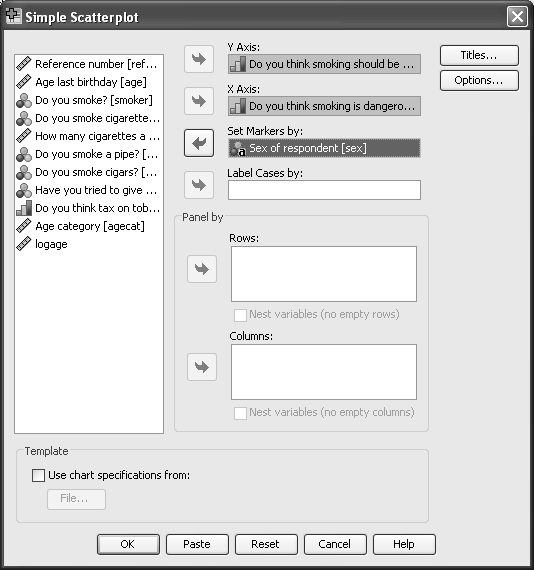 Simple Scatterplot
Reference number [ref...
Age last birthday [age]
Do you smoke? [smoker]
Do you smoke cigarette...
How many cigarettes a ...
Do you smoke a pipe? [...
Do you smoke cigars? [...
Have you tried to give ...
Do you think tax on tob...
Age category [agecat]
logage
Y Axis:
Do you think smoking should be ...
X Axis:
Do you think smoking is dangero...
Set Markers by:
Sex of respondent [sex]
Label Cases by:
Panel by
Rows:
Nest variables (no empty rows)
Columns:
Nest variables (no empty columns)
Titles...
Options...
Template
Use chart specifications from:
File...
OK Paste Reset Cancel Help